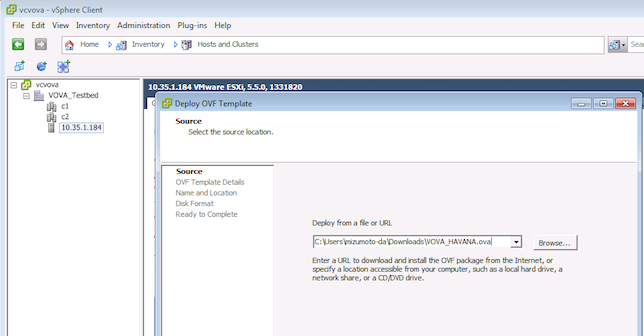 vcvova - vSphere Client
File Edit View Inventory Administration Plug-ins Help
Home Inventory Hosts and Clusters
Sear
vcvova
VOVA_Testbed
c1
c2
10.35.1.184
10.35.1.184 VMware ESXi, 5.5.0, 1331820
Deploy OVF Template
Source
Select the source location.
Source
OVF Template Details
Name and Location
Disk Format
Ready to Complete
Deploy from a file or URL
C:\Users\mizumoto-da\Downloads\VOVA_HAVANA.ova
Browse...
Enter a URL to download and install the OVF package from the Internet, or
specify a location accessible from your computer, such as a local hard drive, a
network share, or a CD/DVD drive.